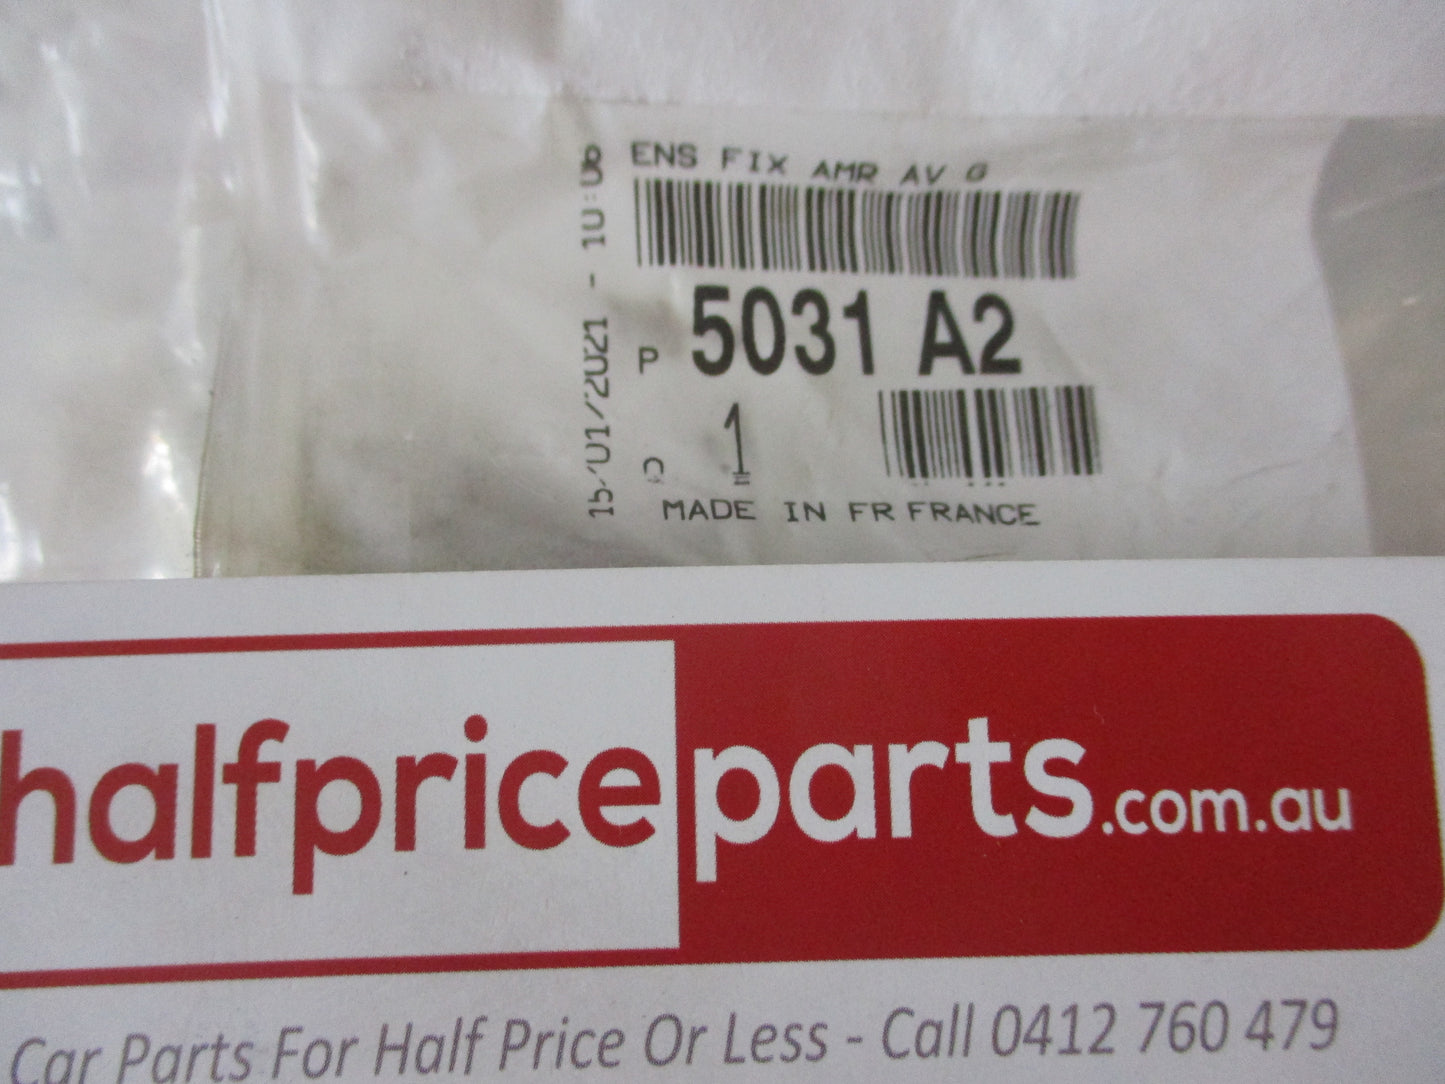 ENS FIX AMR AV G
15/01/2021 - 10:06
P 5031 A2
Q 1
MADE IN FR FRANCE
halfpriceparts.com.au
Car Parts For Half Price Or Less - Call 0412 760 479